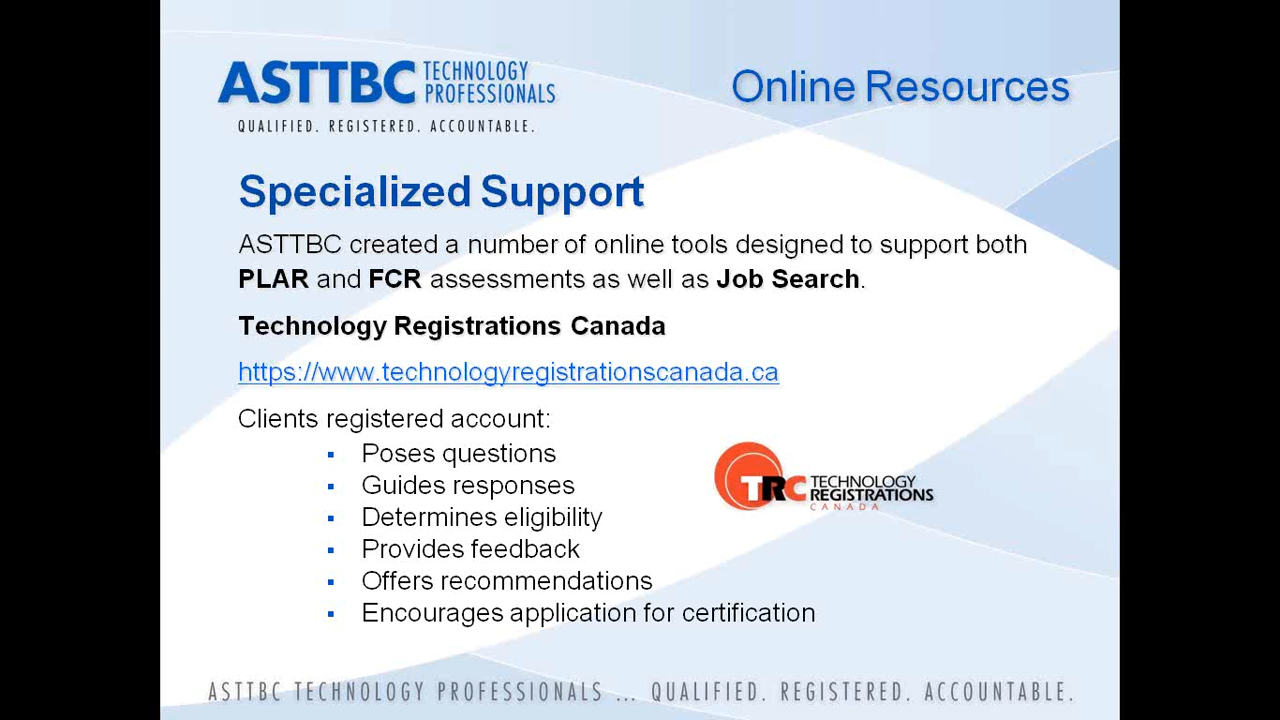 ASTTBC TECHNOLOGY PROFESSIONALS
QUALIFIED. REGISTERED. ACCOUNTABLE.
Online Resources
Specialized Support
ASTTBC created a number of online tools designed to support both
PLAR and FCR assessments as well as Job Search.
Technology Registrations Canada
https://www.technologyregistrationscanada.ca
Clients registered account:
▪ Poses questions
▪ Guides responses
▪ Determines eligibility
▪ Provides feedback
▪ Offers recommendations
▪ Encourages application for certification
TRC TECHNOLOGY
REGISTRATIONS
CANADA
ASTTBC TECHNOLOGY PROFESSIONALS ... QUALIFIED. REGISTERED. ACCOUNTABLE.